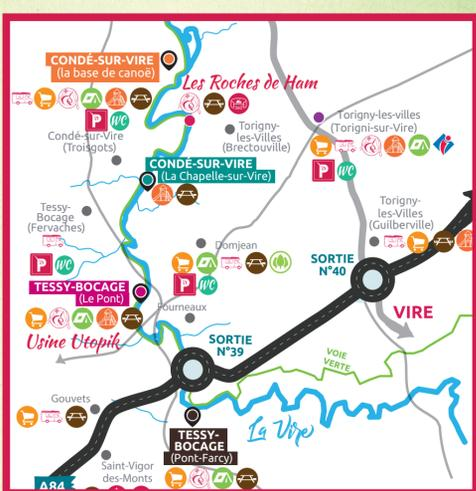 CONDÉ-SUR-VIRE
(la base de canoë)
Les Roches de Ham
P WC
Condé-sur-Vire
(Troisgots)
Torigny-
les-Villes
(Brectouville)
Torigny-les-villes
(Torigni-sur-Vire)
P WC
CONDÉ-SUR-VIRE
(La Chapelle-sur-Vire)
Tessy-
Bocage
(Fervaches)
P WC
Torigny-
les-Villes
(Guilberville)
Domjean
P WC
SORTIE
N°40
TESSY-BOCAGE
(Le Pont)
Fourneaux
VIRE
Usine Utopik
SORTIE
N°39
VOIE
VERTE
Gouvets
La Vire
TESSY-
BOCAGE
(Pont-Farcy)
Saint-Vigor
des-Monts
A84